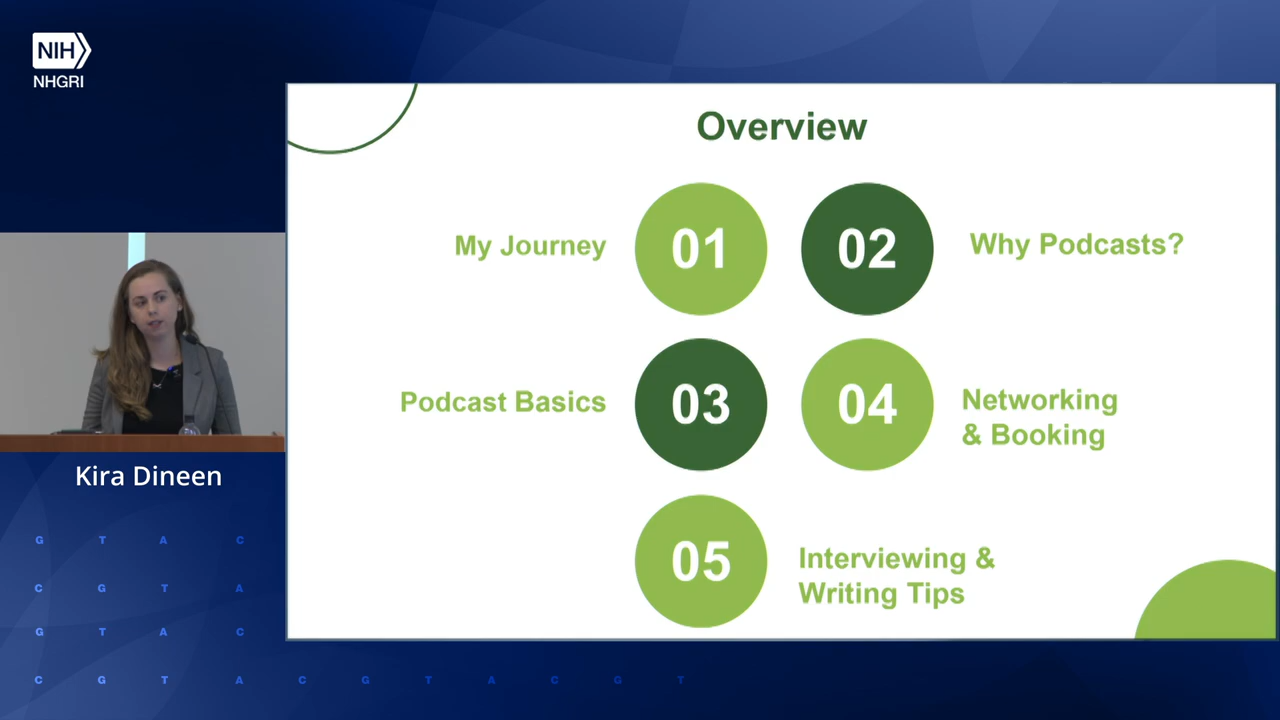 NIH
NHGRI
Overview
My Journey
01
02
Why Podcasts?
Podcast Basics
03
04
Networking
& Booking
05
Interviewing &
Writing Tips
Kira Dineen
G T A C
C G T A
G T A C
C G T A C G T A C G T